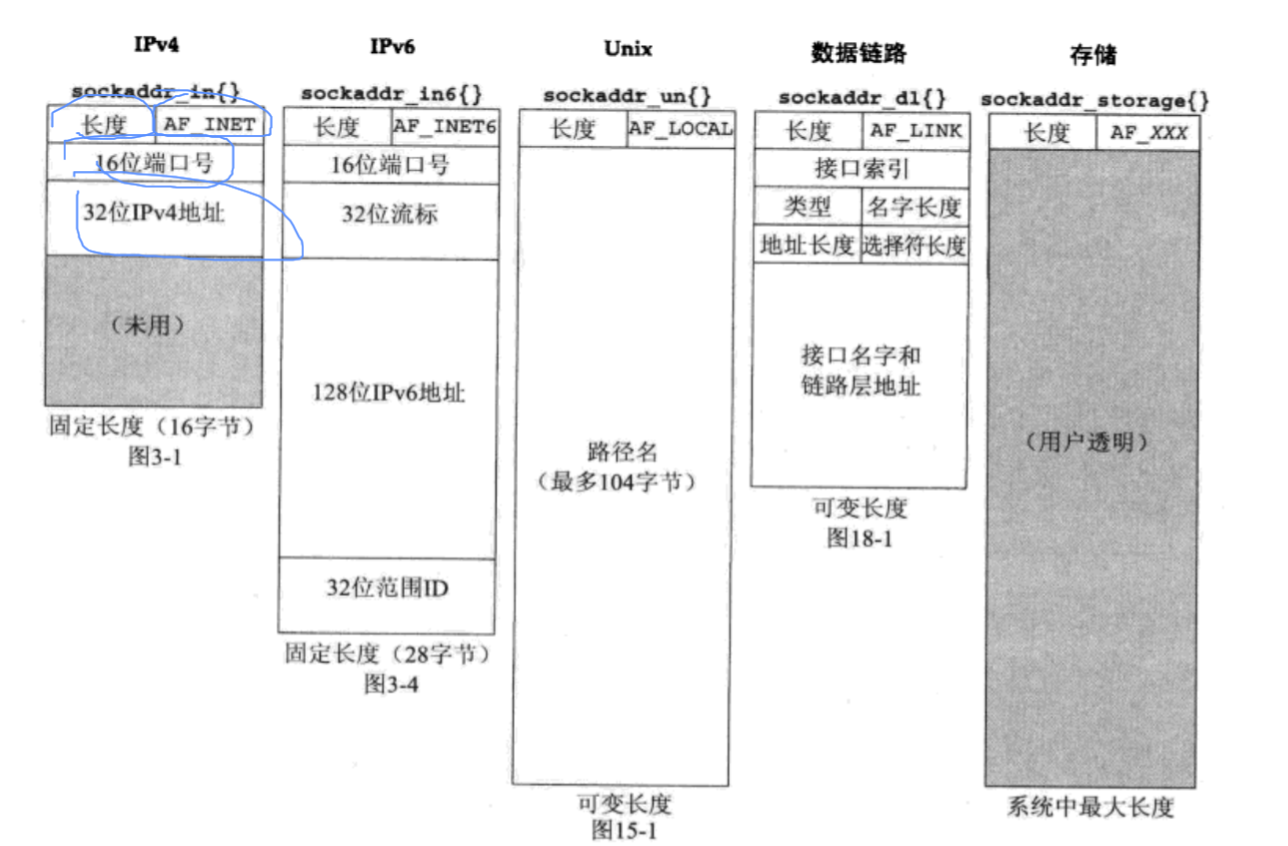 IPv4
IPv6
Unix
数据链路
存储
sockaddr_in{}
sockaddr_in6{}
sockaddr_un{}
sockaddr_dl{}
sockaddr_storage{}
长度 AF_INET
长度 AF_INET6
长度 AF_LOCAL
长度 AF_LINK
长度 AF_XXX
16位端口号
16位端口号
接口索引
32位IPv4地址
32位流标
类型 名字长度
地址长度 选择符长度
（未用）
128位IPv6地址
接口名字和
链路层地址
固定长度（16字节）
图3-1
路径名
（最多104字节）
（用户透明）
可变长度
图18-1
32位范围ID
固定长度（28字节）
图3-4
可变长度
图15-1
系统中最大长度